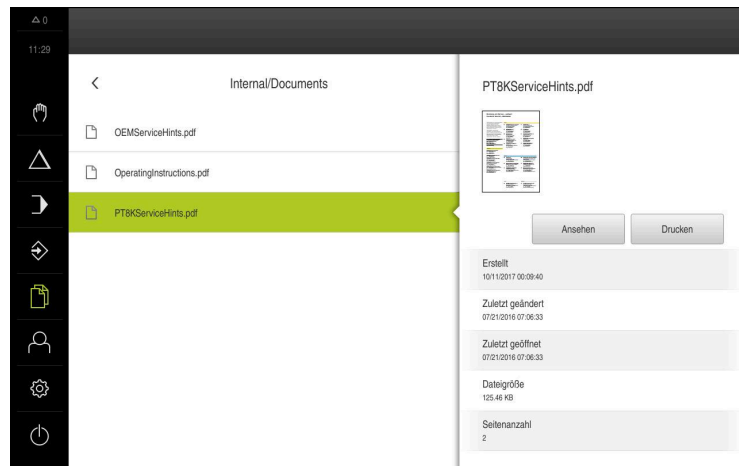 0
11:29
Internal/Documents
OEMServiceHints.pdf
OperatingInstructions.pdf
PT8KServiceHints.pdf
PT8KServiceHints.pdf
Ansehen
Drucken
Erstellt
10/11/2017 00:09:40
Zuletzt geändert
07/21/2016 07:06:33
Zuletzt geöffnet
07/21/2016 07:06:33
Dateigröße
125.46 KB
Seitenanzahl
2